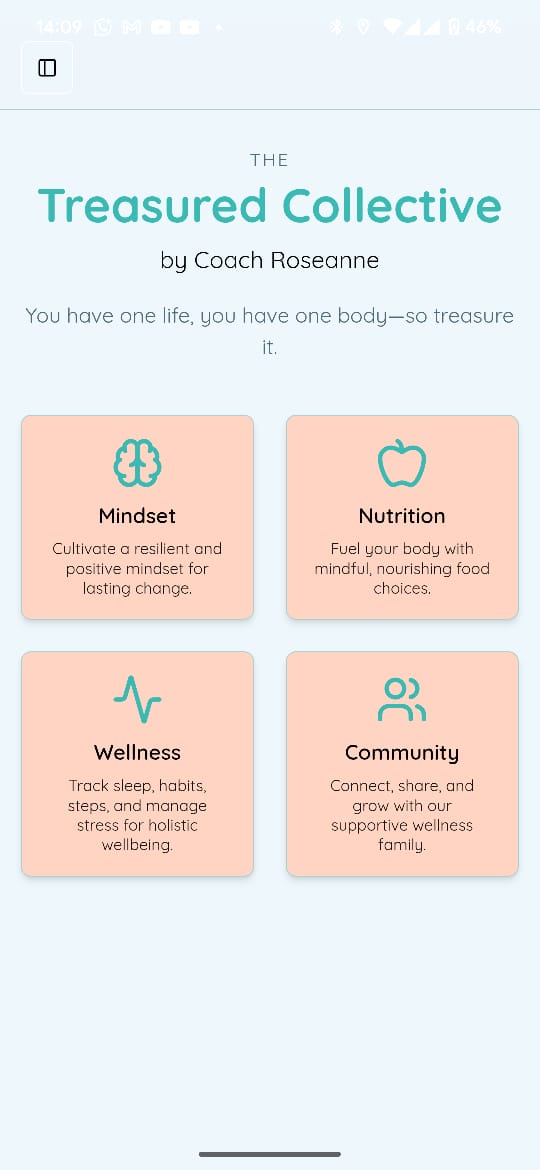 14:09
46%
THE
Treasured Collective
by Coach Roseanne
You have one life, you have one body—so treasure
it.
Mindset
Cultivate a resilient and
positive mindset for
lasting change.
Nutrition
Fuel your body with
mindful, nourishing food
choices.
Wellness
Track sleep, habits,
steps, and manage
stress for holistic
wellbeing.
Community
Connect, share, and
grow with our
supportive wellness
family.